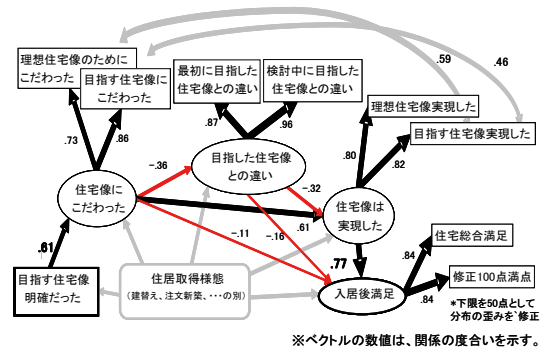 理想住宅像のために
こだわった
目指す住宅像に
こだわった
最初に目指した
住宅像との違い
検討中に目指した
住宅像との違い
.59
.46
理想住宅像実現した
目指す住宅像実現した
.73
.86
.87
.96
.80
.82
目指した住宅像
との違い
-.36
-.32
住宅像に
こだわった
住宅像は
実現した
.61
-.11
-.16
.61
.77
住宅総合満足
.84
修正100点満点
.84
目指す住宅像
明確だった
住居取得様態
(建替え、注文新築、・・・の別)
入居後満足
*下限を50点として
分布の歪みを`修正
※ベクトルの数値は、関係の度合いを示す。